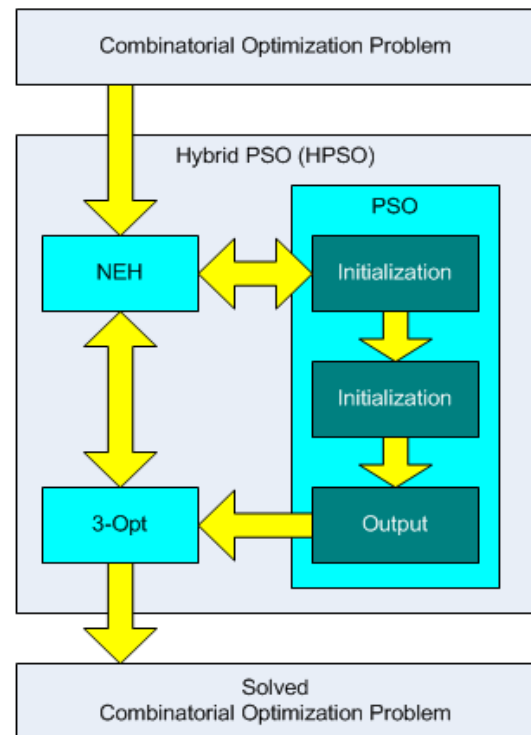 Combinatorial Optimization Problem
Hybrid PSO (HPSO)
PSO
NEH
Initialization
Initialization
3-Opt
Output
Solved
Combinatorial Optimization Problem